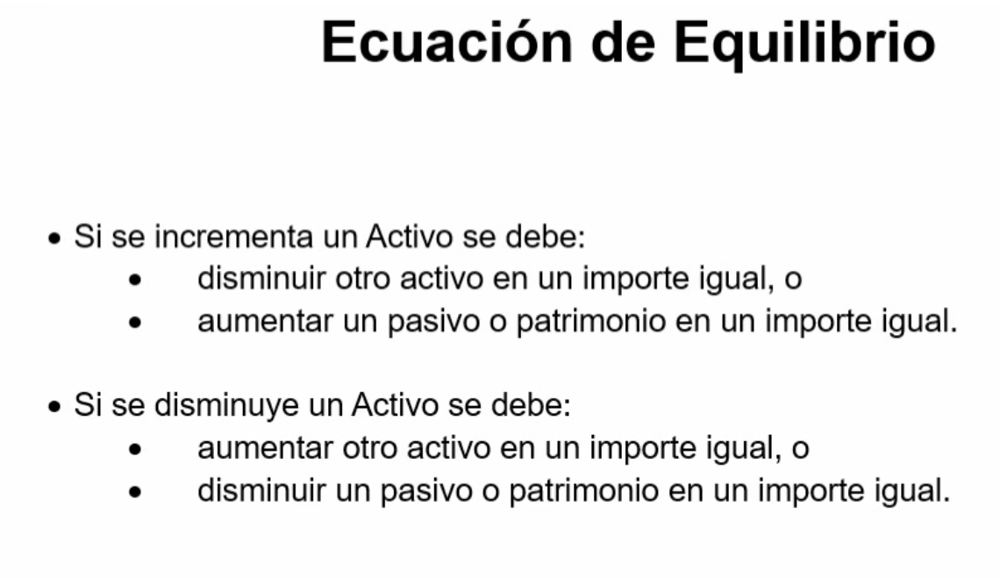 Ecuación de Equilibrio
• Si se incrementa un Activo se debe:
• disminuir otro activo en un importe igual, o
• aumentar un pasivo o patrimonio en un importe igual.
• Si se disminuye un Activo se debe:
• aumentar otro activo en un importe igual, o
• disminuir un pasivo o patrimonio en un importe igual.